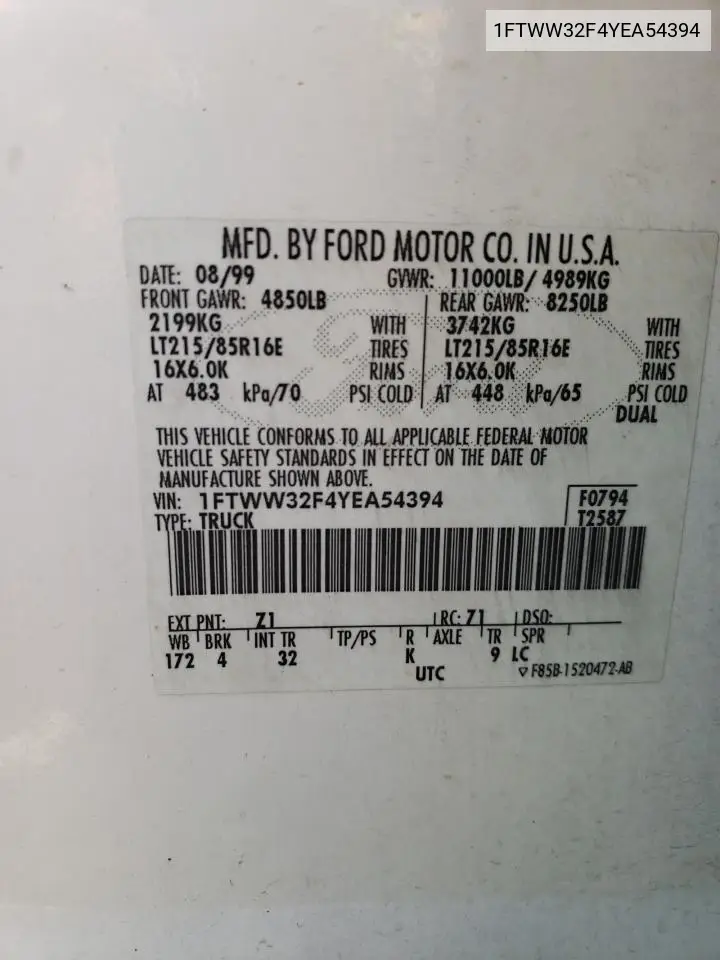 1FTWW32F4YEA54394
MFD. BY FORD MOTOR CO. IN U.S.A.
DATE: 08/99 GVWR: 11000LB/ 4989KG
FRONT GAWR: 4850LB REAR GAWR: 8250LB
2199KG WITH 3742KG WITH
LT215/85R16E TIRES LT215/85R16E TIRES
16X6.0K RIMS 16X6.0K RIMS
AT 483 kPa/70 PSI COLD AT 448 kPa/65 PSI COLD
DUAL
THIS VEHICLE CONFORMS TO ALL APPLICABLE FEDERAL MOTOR
VEHICLE SAFETY STANDARDS IN EFFECT ON THE DATE OF
MANUFACTURE SHOWN ABOVE.
VIN: 1FTWW32F4YEA54394 F0794
TYPE: TRUCK T2587
EXT PNT: Z1 RC: 71 DSO:
WB BRK INT TR TP/PS R AXLE TR SPR
172 4 32 K 9 LC
UTC F85B-1520472-AB